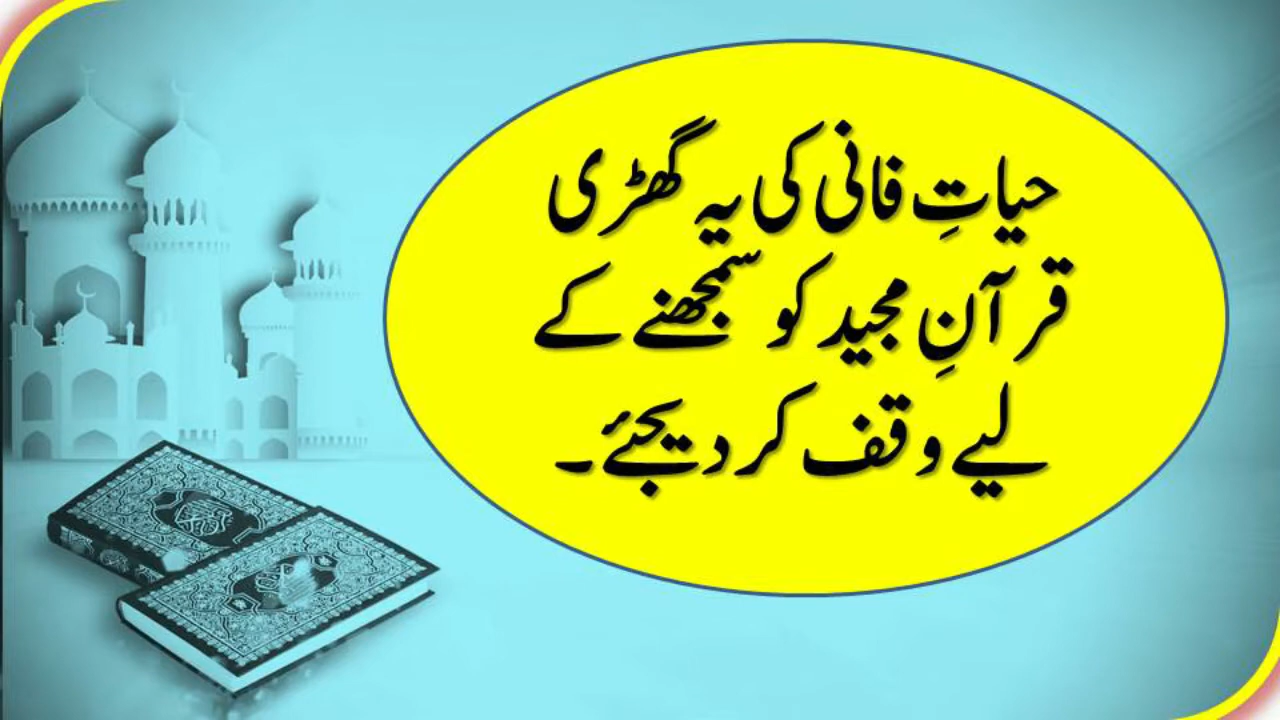 حیاتِ فانی کی یہ گھڑی
قرآنِ مجید کو سمجھنے کے
لیے وقف کر دیجئے۔